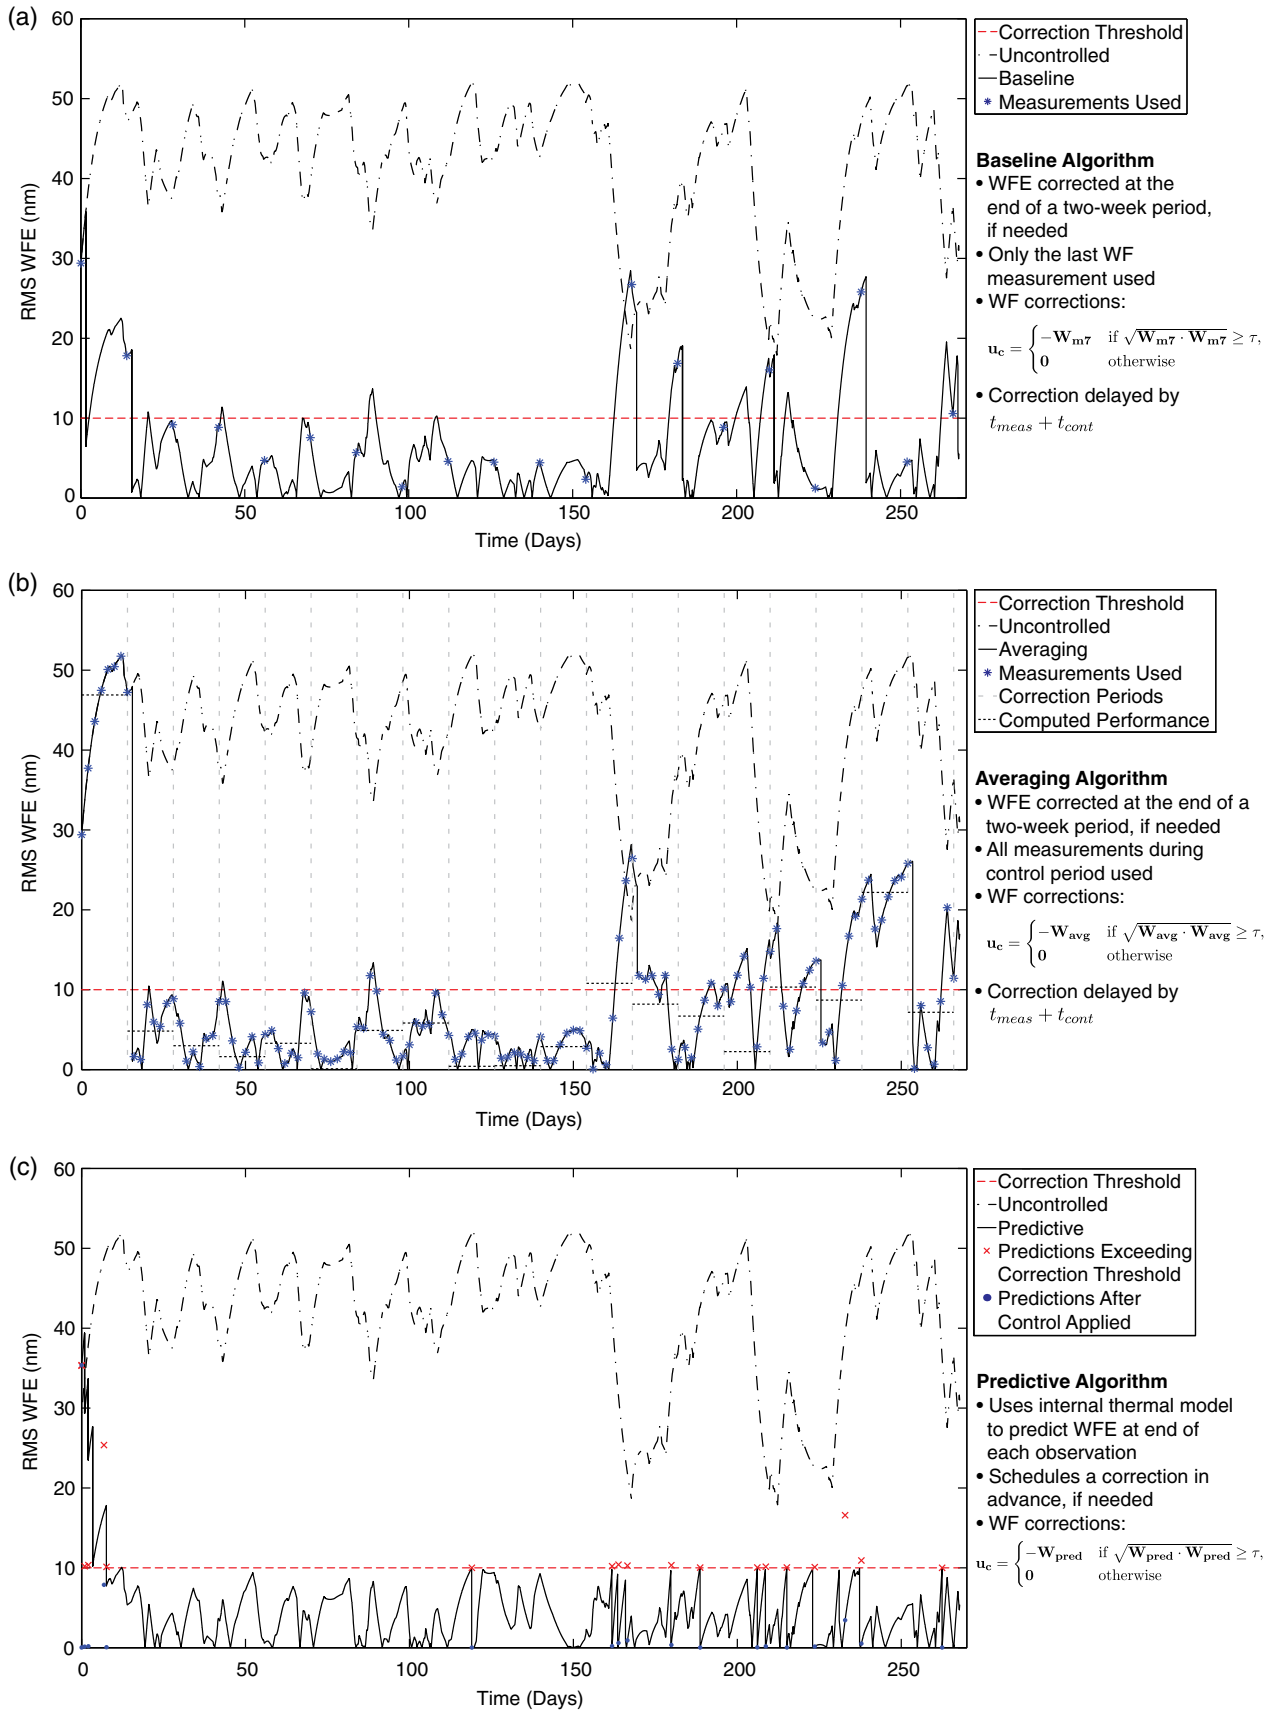 (a)
60
50
40
30
20
10
0
RMS WFE (nm)
0 50 100 150 200 250
Time (Days)
Correction Threshold
Uncontrolled
Baseline
Measurements Used
Baseline Algorithm
• WFE corrected at the
end of a two-week period,
if needed
• Only the last WF
measurement used
• WF corrections:
u_c = { −W_m7 if √(W_m7 · W_m7) ≥ τ,
0 otherwise
• Correction delayed by
t_meas + t_cont
(b)
60
50
40
30
20
10
0
RMS WFE (nm)
0 50 100 150 200 250
Time (Days)
Correction Threshold
Uncontrolled
Averaging
Measurements Used
Correction Periods
Computed Performance
Averaging Algorithm
• WFE corrected at the end of a
two-week period, if needed
• All measurements during
control period used
• WF corrections:
u_c = { −W_avg if √(W_avg · W_avg) ≥ τ,
0 otherwise
• Correction delayed by
t_meas + t_cont
(c)
60
50
40
30
20
10
0
RMS WFE (nm)
0 50 100 150 200 250
Time (Days)
Correction Threshold
Uncontrolled
Predictive
Predictions Exceeding
Correction Threshold
Predictions After
Control Applied
Predictive Algorithm
• Uses internal thermal model
to predict WFE at end of
each observation
• Schedules a correction in
advance, if needed
• WF corrections:
u_c = { −W_pred if √(W_pred · W_pred) ≥ τ,
0 otherwise